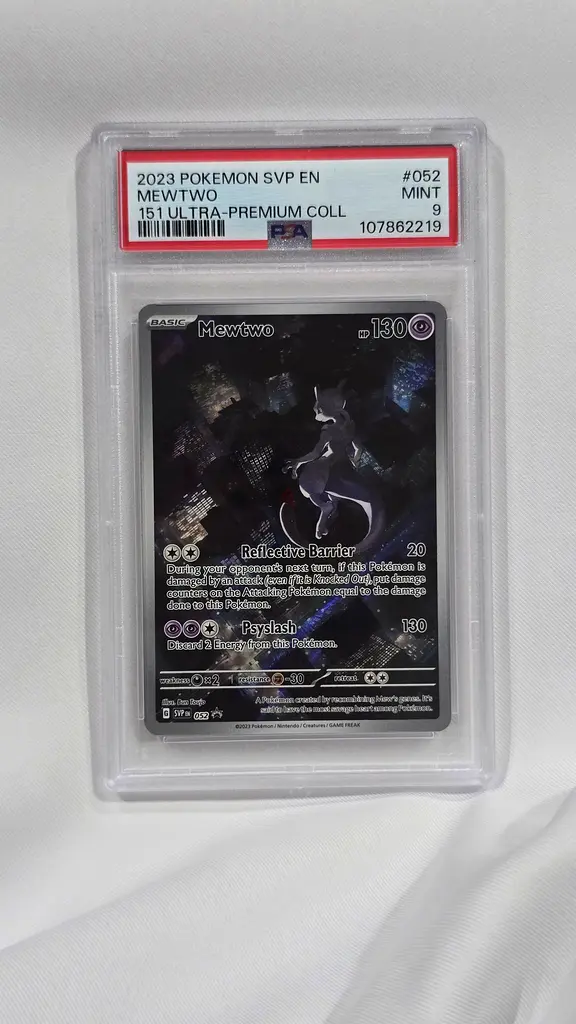 2023 POKEMON SVP EN #052
MEWTWO MINT
151 ULTRA-PREMIUM COLL 9
PSA 107862219
BASIC Mewtwo HP 130
Reflective Barrier 20
During your opponent's next turn, if this Pokémon is
damaged by an attack (even if it is Knocked Out), put damage
counters on the Attacking Pokémon equal to the damage
done to this Pokémon.
Psyslash 130
Discard 2 Energy from this Pokémon.
weakness ×2 resistance -30 retreat
Illus. Bun Toujo
G SVP EN 052
A Pokémon created by recombining Mew's genes. It's
said to have the most savage heart among Pokémon.
©2023 Pokémon / Nintendo / Creatures / GAME FREAK